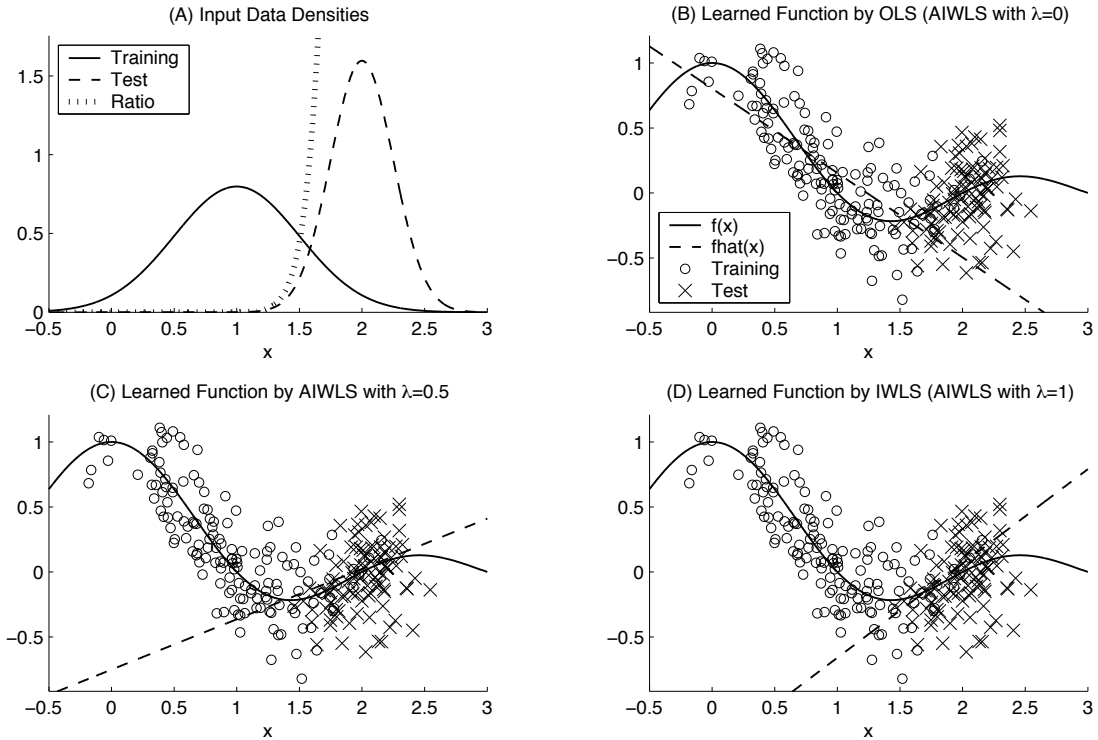 (A) Input Data Densities
Training
Test
Ratio
1.5
1
0.5
0
−0.5 0 0.5 1 1.5 2 2.5 3
x
(B) Learned Function by OLS (AIWLS with λ=0)
1
0.5
0
−0.5
f(x)
fhat(x)
Training
Test
−0.5 0 0.5 1 1.5 2 2.5 3
x
(C) Learned Function by AIWLS with λ=0.5
1
0.5
0
−0.5
−0.5 0 0.5 1 1.5 2 2.5 3
x
(D) Learned Function by IWLS (AIWLS with λ=1)
1
0.5
0
−0.5
−0.5 0 0.5 1 1.5 2 2.5 3
x